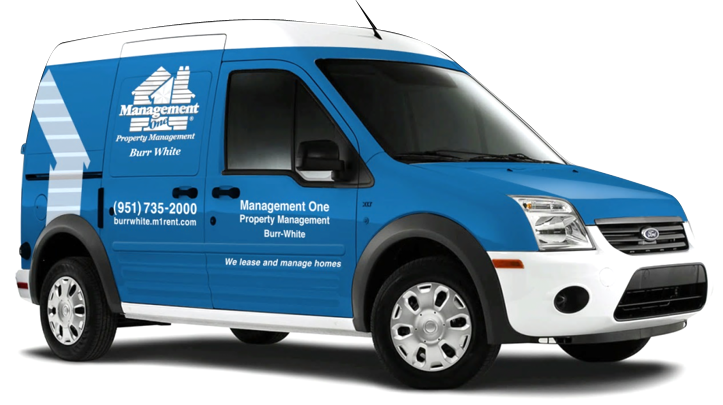 Management
One
Property Management
Burr White
(951) 735-2000
burrwhite.m1rent.com
Management One
Property Management
Burr-White
We lease and manage homes
Ford